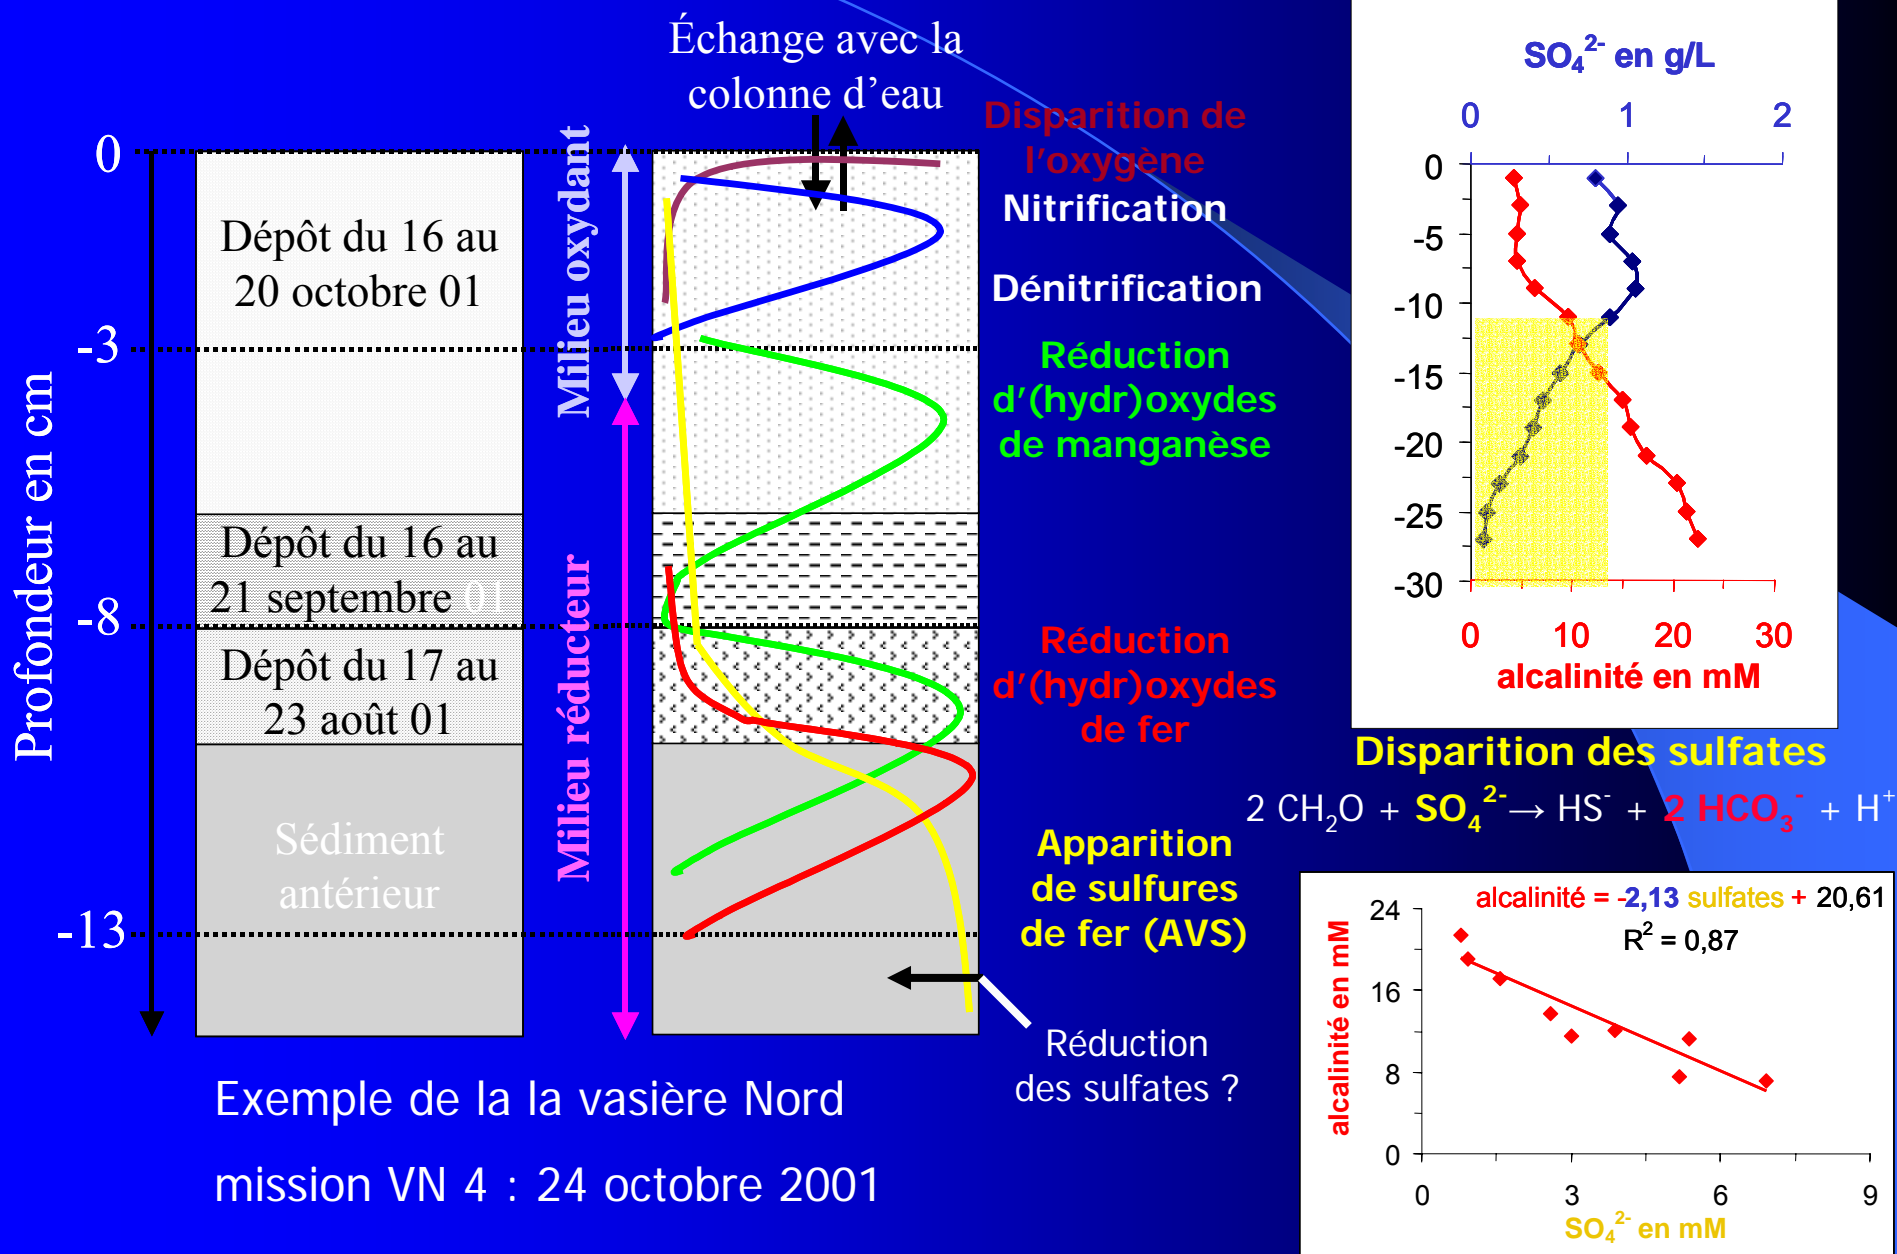 Échange avec la
colonne d'eau
Profondeur en cm
0
-3
-8
-13
Dépôt du 16 au
20 octobre 01
Dépôt du 16 au
21 septembre 01
Dépôt du 17 au
23 août 01
Sédiment
antérieur
Milieu oxydant
Milieu réducteur
Disparition de
l'oxygène
Nitrification
Dénitrification
Réduction
d'(hydr)oxydes
de manganèse
Réduction
d'(hydr)oxydes
de fer
Apparition
de sulfures
de fer (AVS)
Réduction
des sulfates ?
Exemple de la la vasière Nord
mission VN 4 : 24 octobre 2001
SO₄²⁻ en g/L
0 1 2
0
-5
-10
-15
-20
-25
-30
0 10 20 30
alcalinité en mM
Disparition des sulfates
2 CH₂O + SO₄²⁻ → HS⁻ + 2 HCO₃⁻ + H⁺
alcalinité = -2,13 sulfates + 20,61
R² = 0,87
alcalinité en mM
24
16
8
0
0 3 6 9
SO₄²⁻ en mM